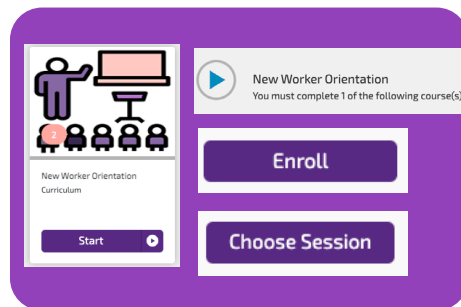 2
New Worker Orientation
Curriculum
Start
New Worker Orientation
You must complete 1 of the following course(s)
Enroll
Choose Session